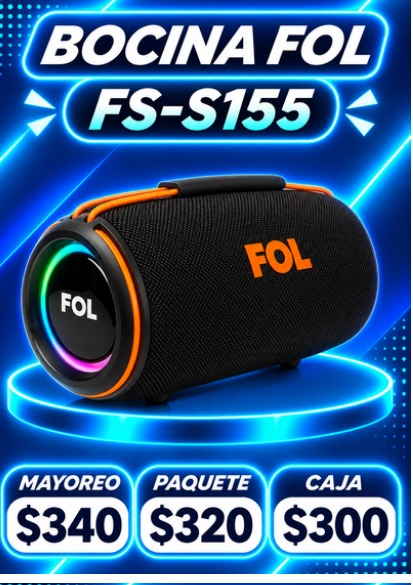 BOCINA FOL
FS-S155
FOL
FOL
MAYOREO PAQUETE CAJA
$340 $320 $300